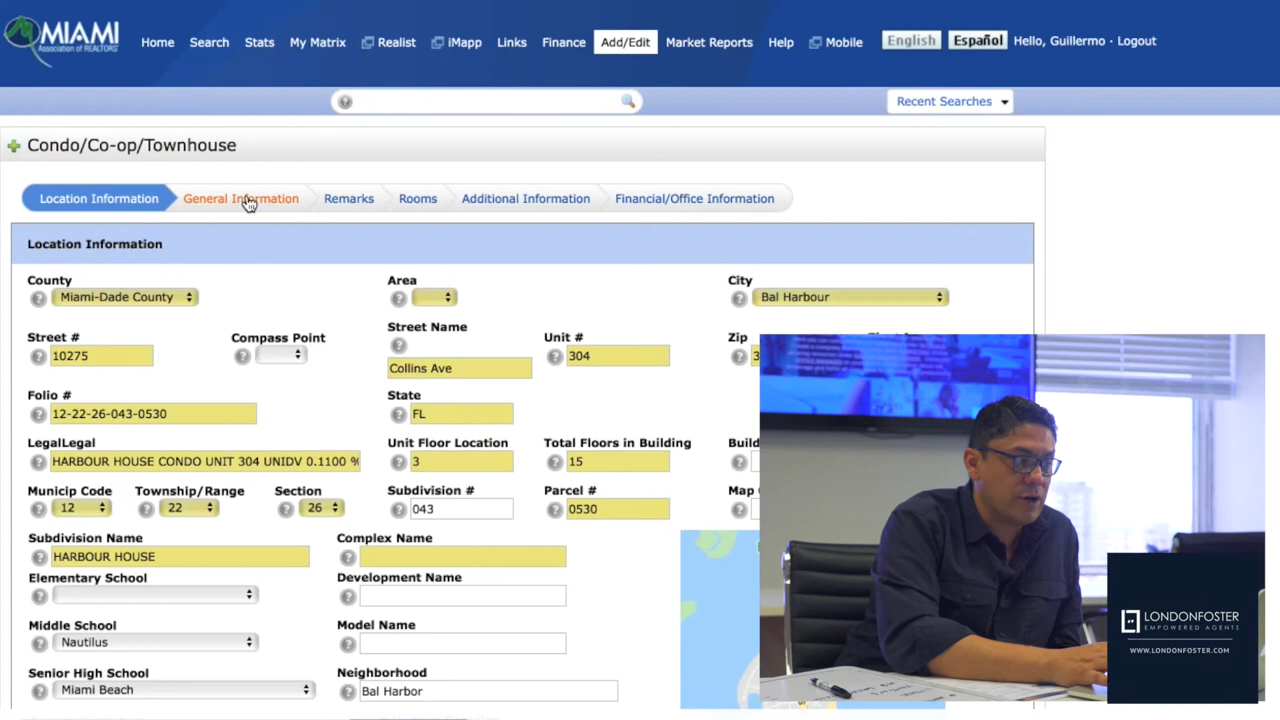 MIAMI
Association of REALTORS®
Home Search Stats My Matrix Realist iMapp Links Finance Add/Edit Market Reports Help Mobile English Español Hello, Guillermo · Logout
Recent Searches
Condo/Co-op/Townhouse
Location Information General Information Remarks Rooms Additional Information Financial/Office Information
Location Information
County Area City
Miami-Dade County Bal Harbour
Street # Compass Point Street Name Unit # Zip
10275 Collins Ave 304 3
Folio # State
12-22-26-043-0530 FL
LegalLegal Unit Floor Location Total Floors in Building
HARBOUR HOUSE CONDO UNIT 304 UNIDV 0.1100 % 3 15
Municip Code Township/Range Section Subdivision # Parcel # Map
12 22 26 043 0530
Subdivision Name Complex Name
HARBOUR HOUSE
Elementary School Development Name
Middle School Model Name
Nautilus
Senior High School Neighborhood
Miami Beach Bal Harbor
LONDONFOSTER
EMPOWERED AGENTS
WWW.LONDONFOSTER.COM